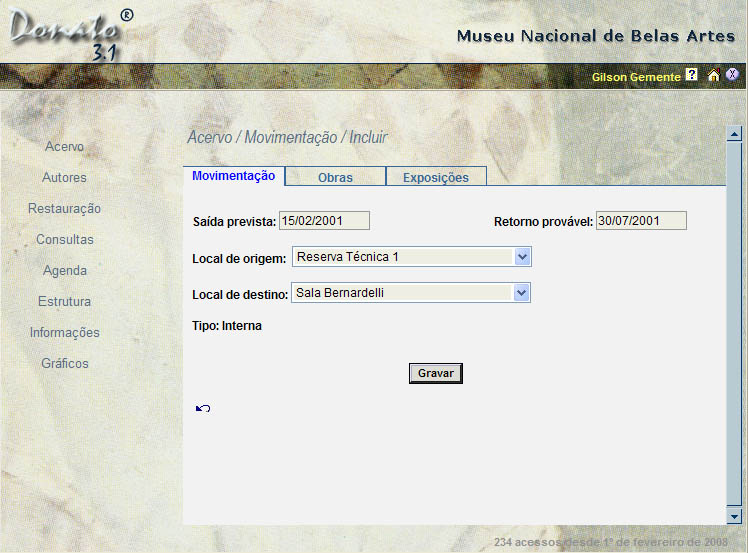 Donato ®
3.1
Museu Nacional de Belas Artes
Gilson Gemente ? X
Acervo
Autores
Restauração
Consultas
Agenda
Estrutura
Informações
Gráficos
Acervo / Movimentação / Incluir
Movimentação Obras Exposições
Saída prevista: 15/02/2001 Retorno provável: 30/07/2001
Local de origem: Reserva Técnica 1
Local de destino: Sala Bernardelli
Tipo: Interna
Gravar
234 acessos desde 1º de fevereiro de 2008